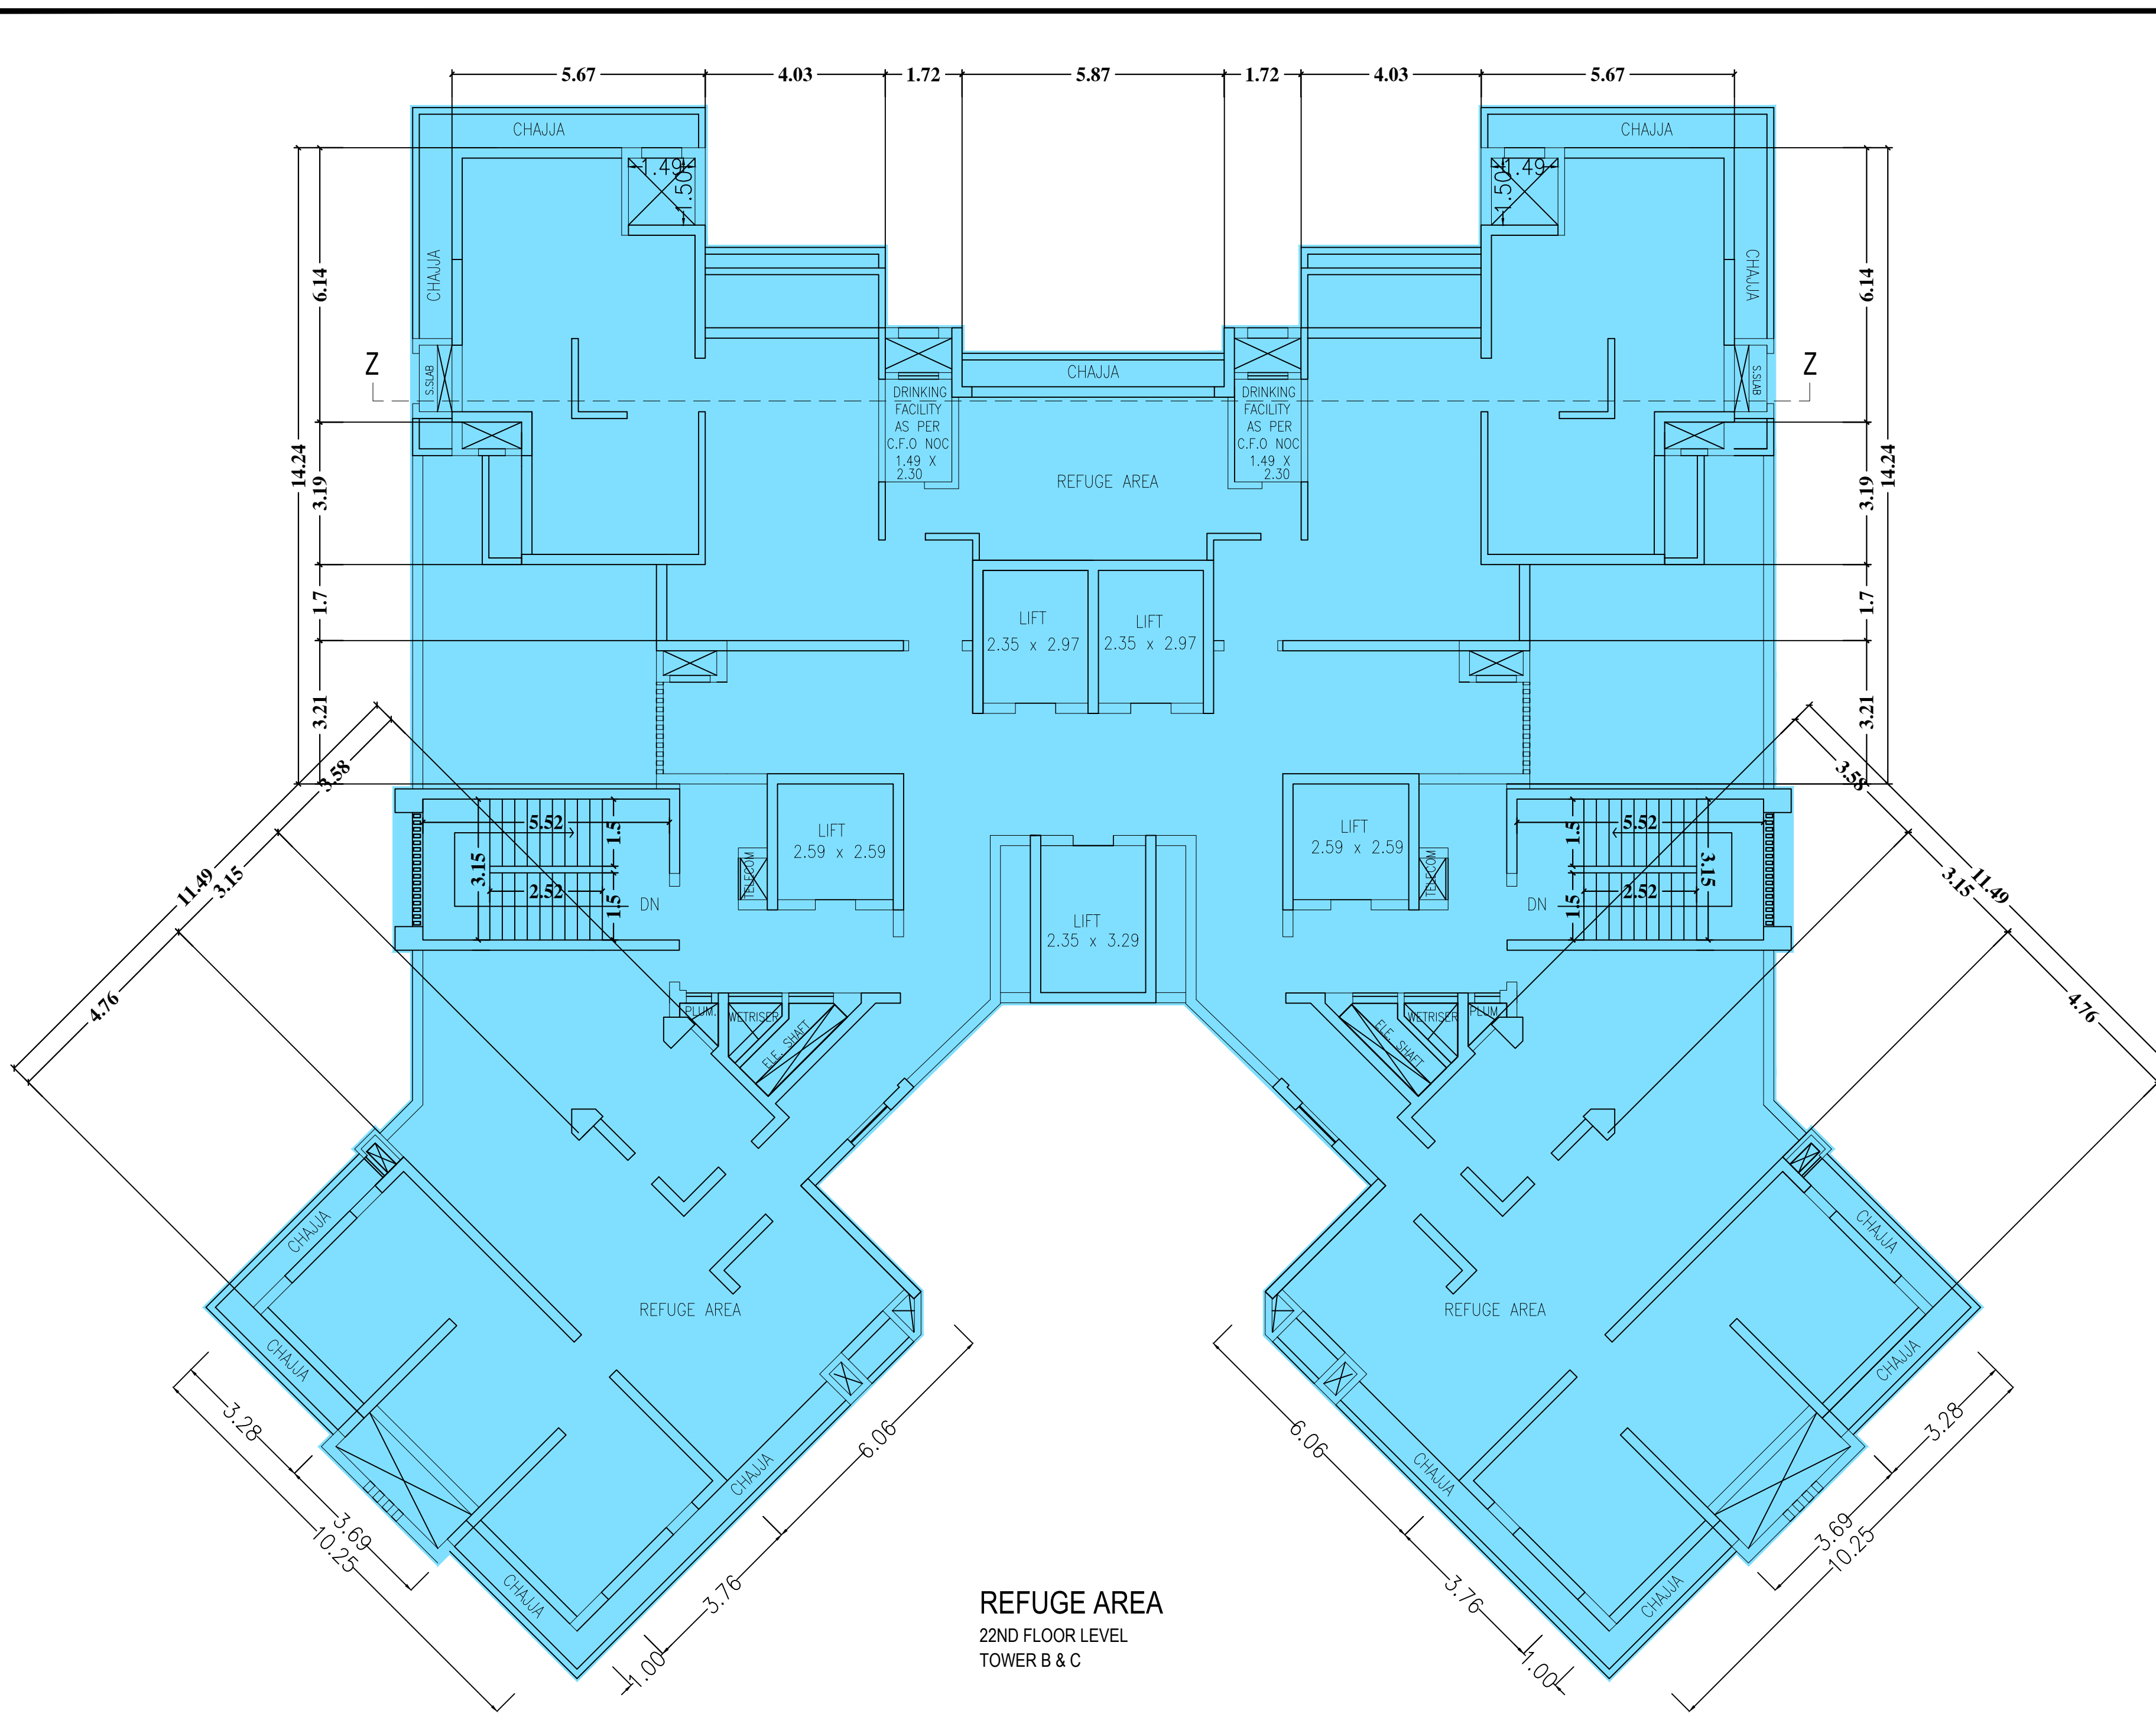 5.67 4.03 1.72 5.87 1.72 4.03 5.67
CHAJJA CHAJJA
1.49 1.49
1.50 1.50
CHAJJA CHAJJA
6.14 6.14
Z Z
CHAJJA
S.SLAB S.SLAB
DRINKING
FACILITY
AS PER
C.F.O NOC
1.49 X
2.30
DRINKING
FACILITY
AS PER
C.F.O NOC
1.49 X
2.30
14.24 14.24
3.19 3.19
REFUGE AREA
1.7 1.7
LIFT
2.35 x 2.97
LIFT
2.35 x 2.97
3.21 3.21
3.58 3.58
5.52 1.5
3.15
2.52 1.5
DN
LIFT
2.59 x 2.59
TELECOM
LIFT
2.59 x 2.59
TELECOM
5.52 1.5
3.15
2.52 1.5
DN
11.49 11.49
3.15 3.15
LIFT
2.35 x 3.29
4.76 4.76
PLUM. WETRISER ELE. SHAFT
ELE. SHAFT WETRISER PLUM.
CHAJJA CHAJJA
REFUGE AREA REFUGE AREA
CHAJJA CHAJJA
3.28 3.28
6.06 6.06
CHAJJA CHAJJA
3.69 3.69
10.25 10.25
CHAJJA CHAJJA
3.76 3.76
1.00 1.00
REFUGE AREA
22ND FLOOR LEVEL
TOWER B & C